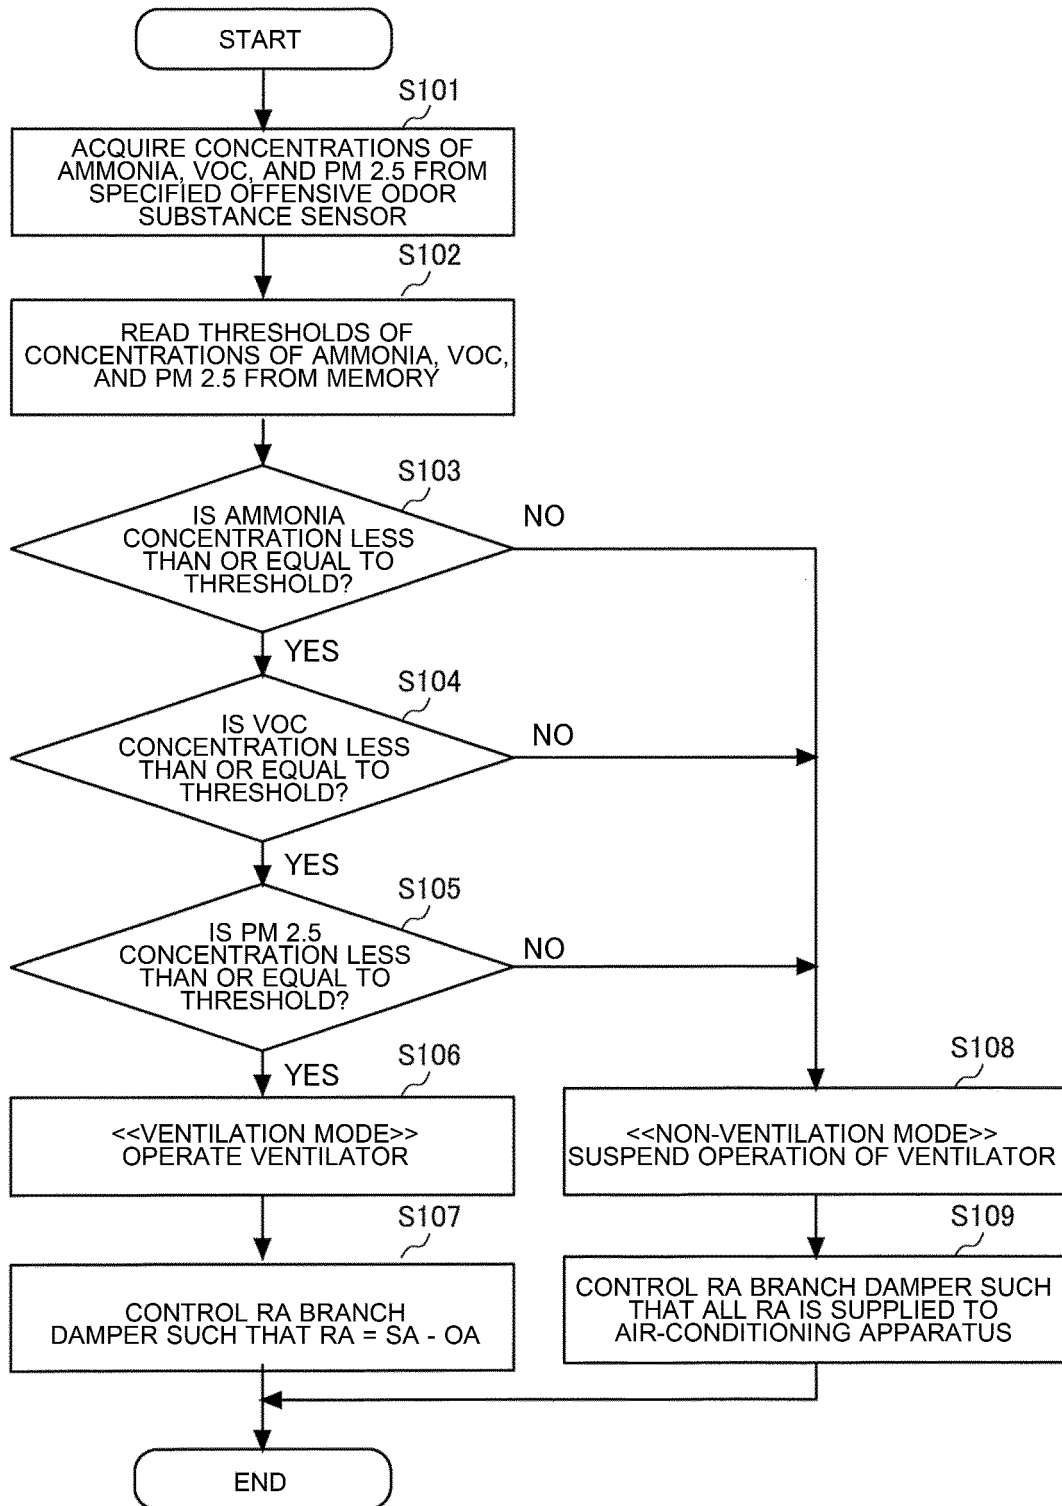 START
S101
ACQUIRE CONCENTRATIONS OF
AMMONIA, VOC, AND PM 2.5 FROM
SPECIFIED OFFENSIVE ODOR
SUBSTANCE SENSOR
S102
READ THRESHOLDS OF
CONCENTRATIONS OF AMMONIA, VOC,
AND PM 2.5 FROM MEMORY
S103
IS AMMONIA
CONCENTRATION LESS
THAN OR EQUAL TO
THRESHOLD?
NO
YES
S104
IS VOC
CONCENTRATION LESS
THAN OR EQUAL TO
THRESHOLD?
NO
YES
S105
IS PM 2.5
CONCENTRATION LESS
THAN OR EQUAL TO
THRESHOLD?
NO
YES
S106
<<VENTILATION MODE>>
OPERATE VENTILATOR
S107
CONTROL RA BRANCH
DAMPER SUCH THAT RA = SA - OA
S108
<<NON-VENTILATION MODE>>
SUSPEND OPERATION OF VENTILATOR
S109
CONTROL RA BRANCH DAMPER SUCH
THAT ALL RA IS SUPPLIED TO
AIR-CONDITIONING APPARATUS
END